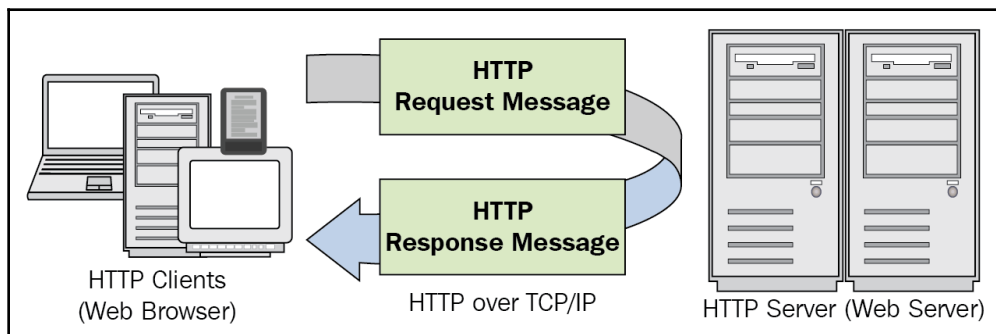 HTTP
Request Message
HTTP
Response Message
HTTP Clients
(Web Browser)
HTTP over TCP/IP
HTTP Server (Web Server)